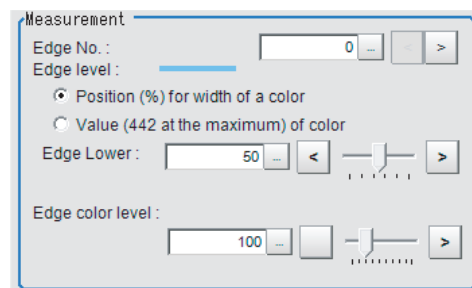 Measurement
Edge No. : 0 ... < >
Edge level :
Position (%) for width of a color
Value (442 at the maximum) of color
Edge Lower : 50 ... < >
Edge color level :
100 ... >